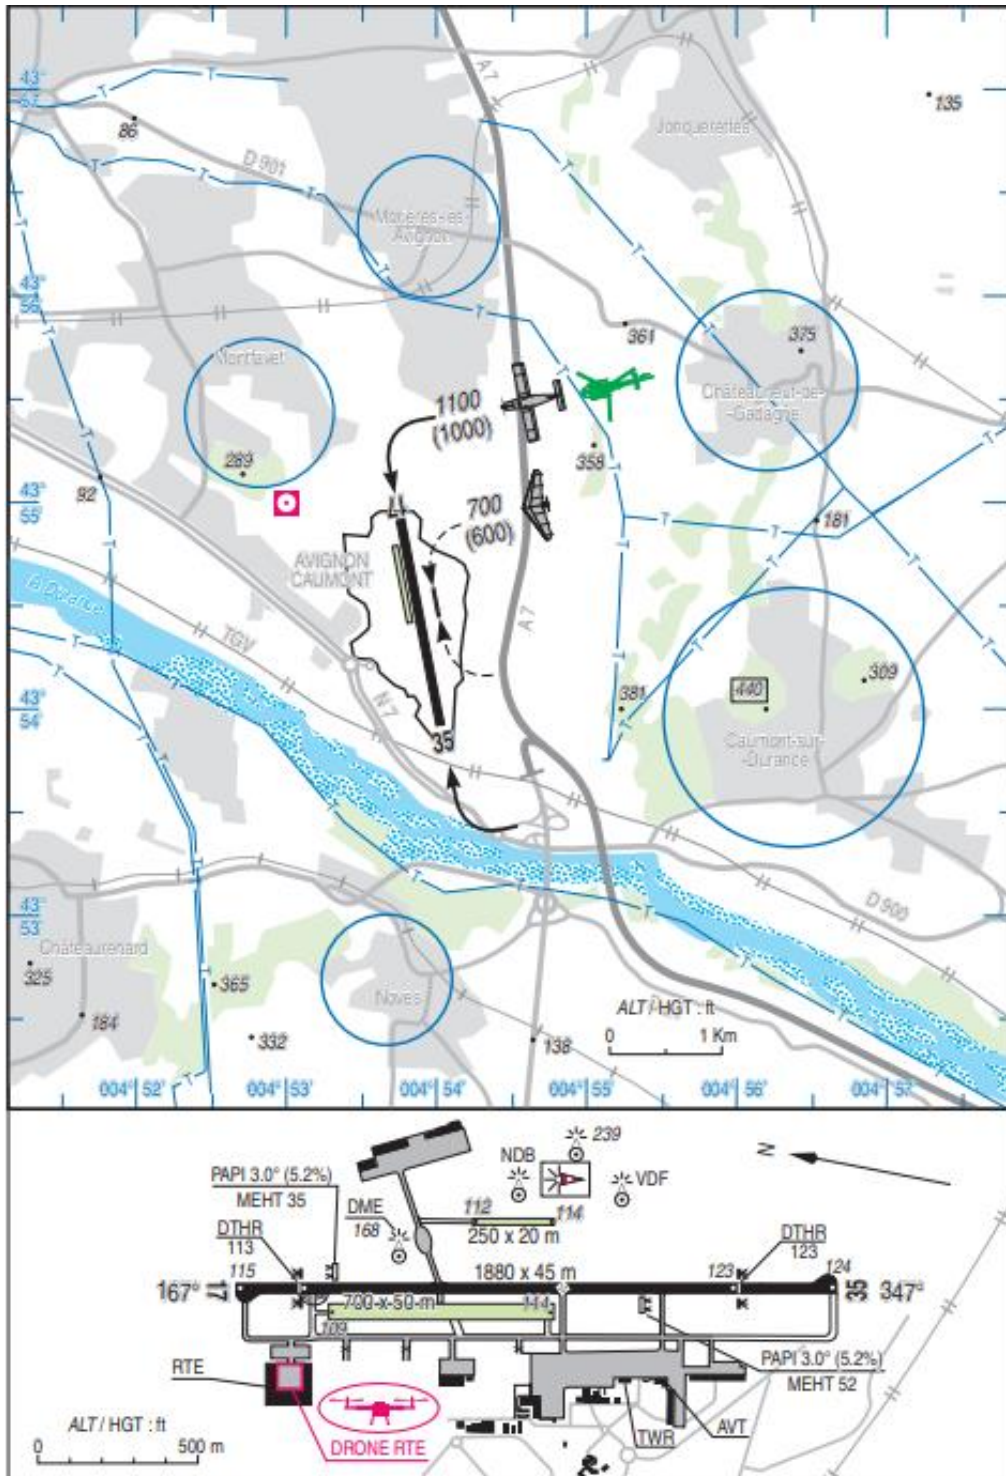 A7
43°
57'
135
86
Jonquerettes
D 901
Morières-les-
Avignon
43°
56'
361
375
Montfavet
Châteauneuf-de-
-Gadagne
1100
(1000)
358
289
92
43°
55'
700
(600)
181
AVIGNON
CAUMONT
la Durance
A7
TGV
309
381
440
N 7
43°
54'
35
Caumont-sur-
-Durance
D 900
43°
53'
Châteaurenard
325
365
Noves
184
332
138
ALT / HGT : ft
0 1 Km
004° 52' 004° 53' 004° 54' 004° 55' 004° 56' 004° 57'
239
NDB
N
PAPI 3.0° (5.2%)
MEHT 35
VDF
DME
168
112 114
250 x 20 m
DTHR
113
DTHR
123
115
1880 x 45 m
123
124
167° 17
35 347°
700 x 50 m
114
109
RTE
PAPI 3.0° (5.2%)
MEHT 52
ALT / HGT : ft
0 500 m
DRONE RTE
TWR
AVT